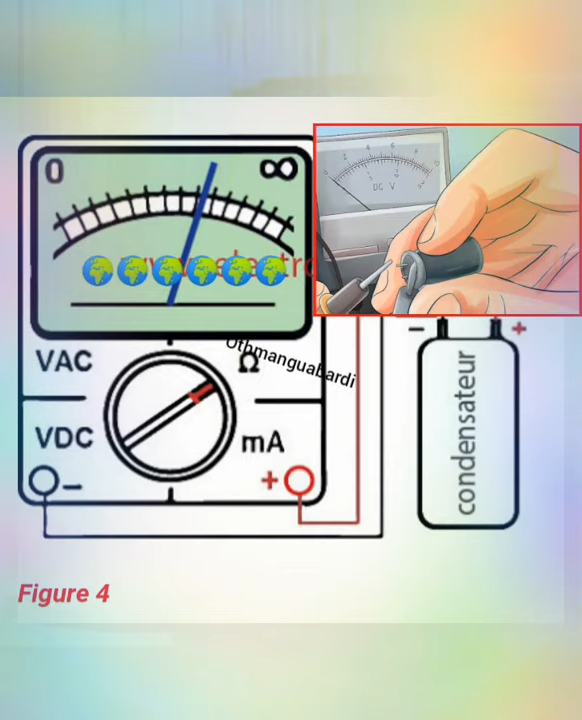 0 ∞
DC V
Othmanguabardi
VAC Ω
VDC mA
− +
− +
condensateur
Figure 4